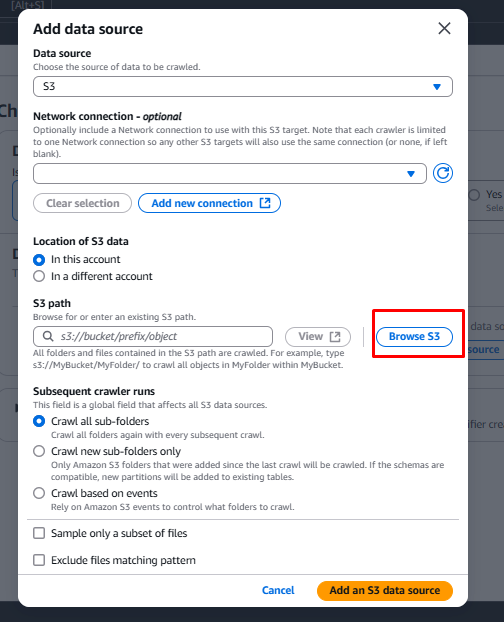 [Alt+S]
Add data source
Data source
Choose the source of data to be crawled.
S3
Network connection - optional
Optionally include a Network connection to use with this S3 target. Note that each crawler is limited
to one Network connection so any other S3 targets will also use the same connection (or none, if left
blank).
Clear selection
Add new connection
Location of S3 data
In this account
In a different account
S3 path
Browse for or enter an existing S3 path.
s3://bucket/prefix/object
View
Browse S3
All folders and files contained in the S3 path are crawled. For example, type
s3://MyBucket/MyFolder/ to crawl all objects in MyFolder within MyBucket.
Subsequent crawler runs
This field is a global field that affects all S3 data sources.
Crawl all sub-folders
Crawl all folders again with every subsequent crawl.
Crawl new sub-folders only
Only Amazon S3 folders that were added since the last crawl will be crawled. If the schemas are
compatible, new partitions will be added to existing tables.
Crawl based on events
Rely on Amazon S3 events to control what folders to crawl.
Sample only a subset of files
Exclude files matching pattern
Cancel
Add an S3 data source
Yes
source